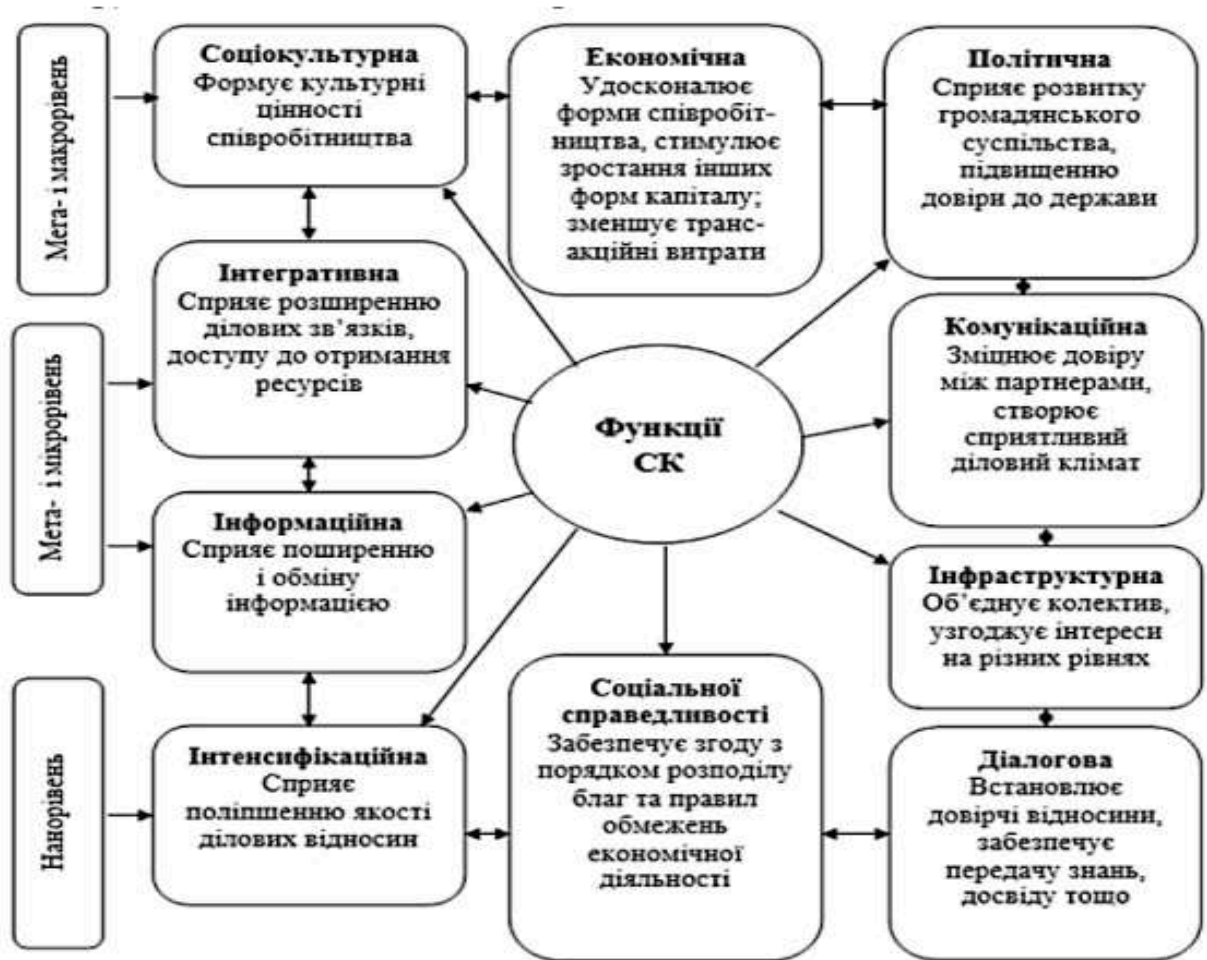 Мега- і макрорівень
Соціокультурна
Формує культурні
цінності
співробітництва
Економічна
Удосконалює
форми співробіт-
ництва, стимулює
зростання інших
форм капіталу;
зменшує транс-
акційні витрати
Політична
Сприяє розвитку
громадянського
суспільства,
підвищенню
довіри до держави
Мета- і мікрорівень
Інтегративна
Сприяє розширенню
ділових зв’язків,
доступу до отримання
ресурсів
Функції
СК
Комунікаційна
Зміцнює довіру
між партнерами,
створює
сприятливий
діловий клімат
Інформаційна
Сприяє поширенню
і обміну
інформацією
Інфраструктурна
Об’єднує колектив,
узгоджує інтереси
на різних рівнях
Нанорівень
Інтенсифікаційна
Сприяє
поліпшенню якості
ділових відносин
Соціальної
справедливості
Забезпечує згоду з
порядком розподілу
благ та правил
обмежень
економічної
діяльності
Діалогова
Встановлює
довірчі відносини,
забезпечує
передачу знань,
досвіду тощо